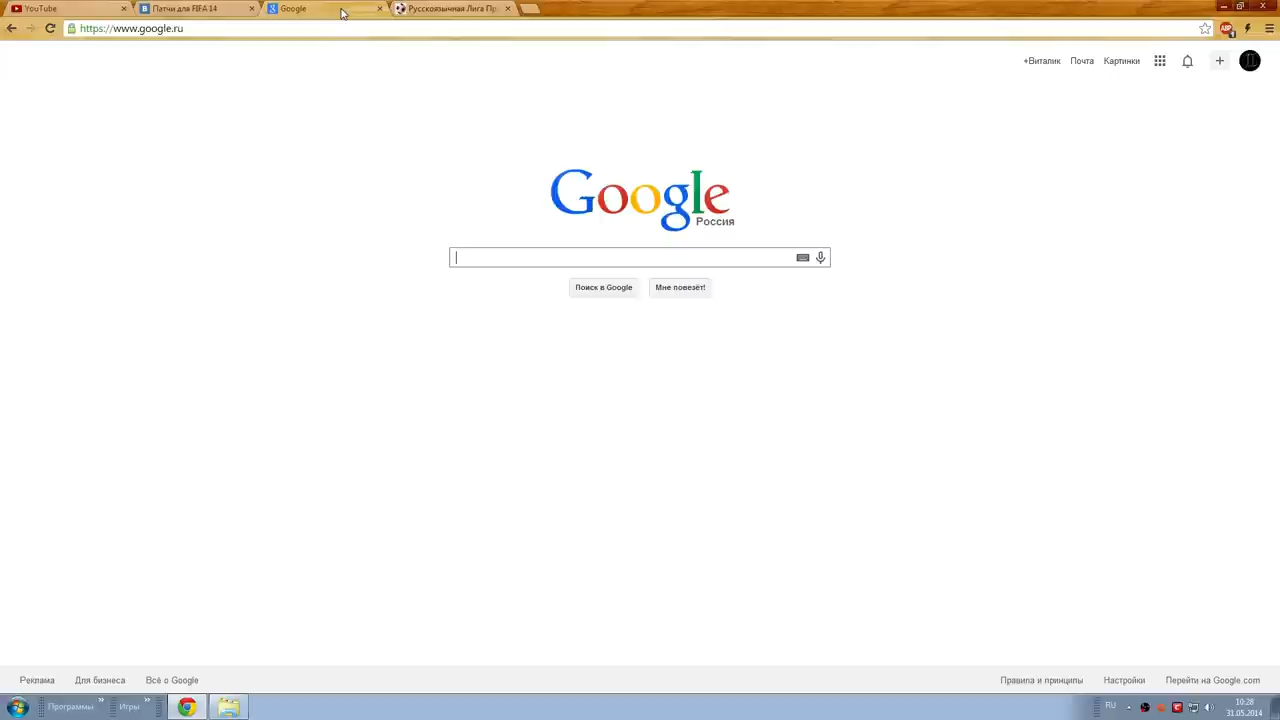 YouTube
Патчи для FIFA 14
Google
Русскоязычная Лига Пр
https://www.google.ru
ABP
+Виталик Почта Картинки
Google
Россия
Поиск в Google Мне повезёт!
Реклама Для бизнеса Всё о Google
Правила и принципы Настройки Перейти на Google.com
Программы » Игры »
RU
10:28
31.05.2014